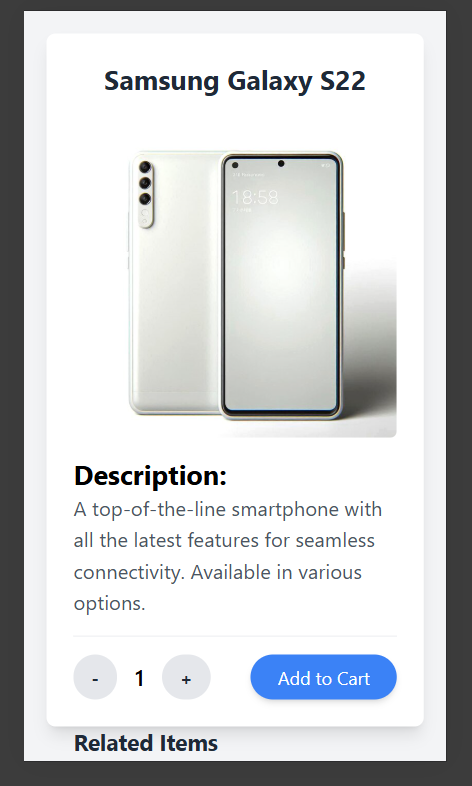 Samsung Galaxy S22
18:58
Description:
A top-of-the-line smartphone with
all the latest features for seamless
connectivity. Available in various
options.
- 1 +
Add to Cart
Related Items